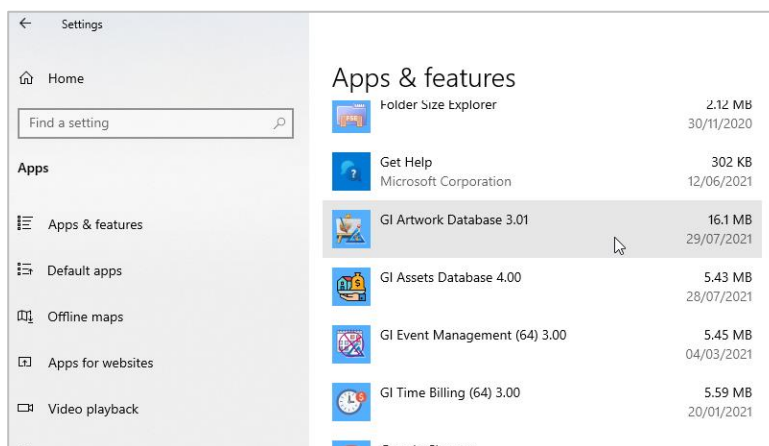 Settings
Home
Find a setting
Apps
Apps & features
Default apps
Offline maps
Apps for websites
Video playback
Apps & features
Folder Size Explorer 2.12 MB
30/11/2020
Get Help 302 KB
Microsoft Corporation 12/06/2021
GI Artwork Database 3.01 16.1 MB
29/07/2021
GI Assets Database 4.00 5.43 MB
28/07/2021
GI Event Management (64) 3.00 5.45 MB
04/03/2021
GI Time Billing (64) 3.00 5.59 MB
20/01/2021